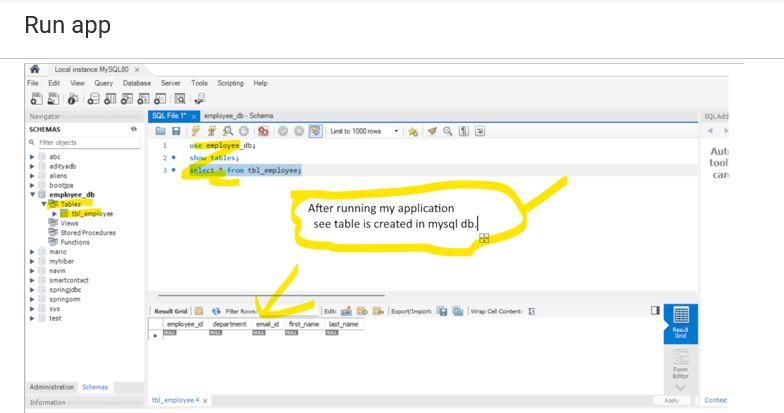 Run app
Local instance MySQL80 ×
File Edit View Query Database Server Tools Scripting Help
Navigator
SQL File 1* × employee_db - Schema
SQLAdd
SCHEMAS
Filter objects
Limit to 1000 rows
abc
adityadb
aliens
bootjpa
employee_db
Tables
tbl_employee
Views
Stored Procedures
Functions
mario
myhiber
navin
smartcontact
springjdbc
springorm
sys
test
1 use employee_db;
2 show tables;
3 select * from tbl_employee;
Auto
tool
car
After running my application
see table is created in mysql db.
Result Grid Filter Rows: Edit: Export/Import: Wrap Cell Content:
employee_id department email_id first_name last_name
NULL NULL NULL NULL NULL
Result
Grid
Form
Editor
Administration Schemas
Information
tbl_employee 4 ×
Apply
Context